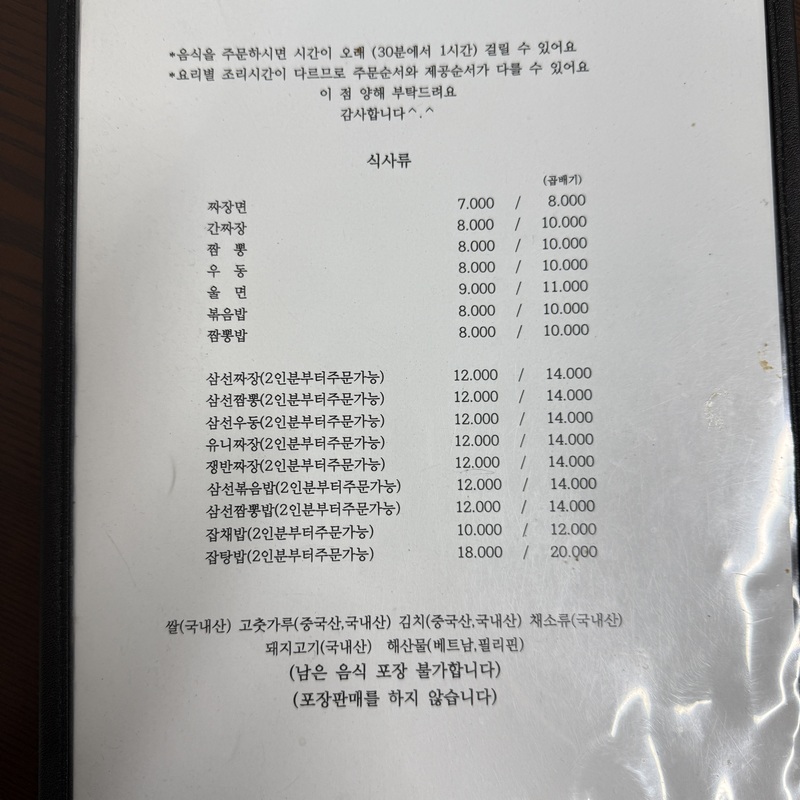 *음식을 주문하시면 시간이 오래 (30분에서 1시간) 걸릴 수 있어요
*요리별 조리시간이 다르므로 주문순서와 제공순서가 다를 수 있어요
이 점 양해 부탁드려요
감사합니다^.^
식사류
(곱배기)
짜장면 7.000 / 8.000
간짜장 8.000 / 10.000
짬 뽕 8.000 / 10.000
우 동 8.000 / 10.000
울 면 9.000 / 11.000
볶음밥 8.000 / 10.000
짬뽕밥 8.000 / 10.000
삼선짜장(2인분부터주문가능) 12.000 / 14.000
삼선짬뽕(2인분부터주문가능) 12.000 / 14.000
삼선우동(2인분부터주문가능) 12.000 / 14.000
유니짜장(2인분부터주문가능) 12.000 / 14.000
쟁반짜장(2인분부터주문가능) 12.000 / 14.000
삼선볶음밥(2인분부터주문가능) 12.000 / 14.000
삼선짬뽕밥(2인분부터주문가능) 12.000 / 14.000
잡채밥(2인분부터주문가능) 10.000 / 12.000
잡탕밥(2인분부터주문가능) 18.000 / 20.000
쌀(국내산) 고춧가루(중국산,국내산) 김치(중국산,국내산) 채소류(국내산)
돼지고기(국내산) 해산물(베트남,필리핀)
(남은 음식 포장 불가합니다)
(포장판매를 하지 않습니다)